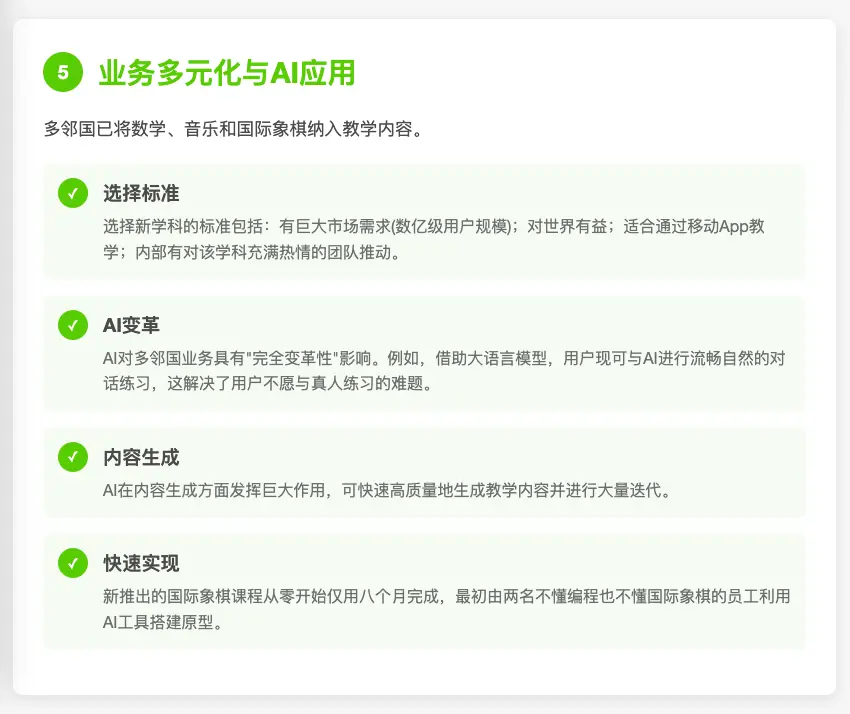 5 业务多元化与AI应用
多邻国已将数学、音乐和国际象棋纳入教学内容。
选择标准
选择新学科的标准包括：有巨大市场需求(数亿级用户规模)；对世界有益；适合通过移动App教
学；内部有对该学科充满热情的团队推动。
AI变革
AI对多邻国业务具有"完全变革性"影响。例如，借助大语言模型，用户现可与AI进行流畅自然的对
话练习，这解决了用户不愿与真人练习的难题。
内容生成
AI在内容生成方面发挥巨大作用，可快速高质量地生成教学内容并进行大量迭代。
快速实现
新推出的国际象棋课程从零开始仅用八个月完成，最初由两名不懂编程也不懂国际象棋的员工利用
AI工具搭建原型。